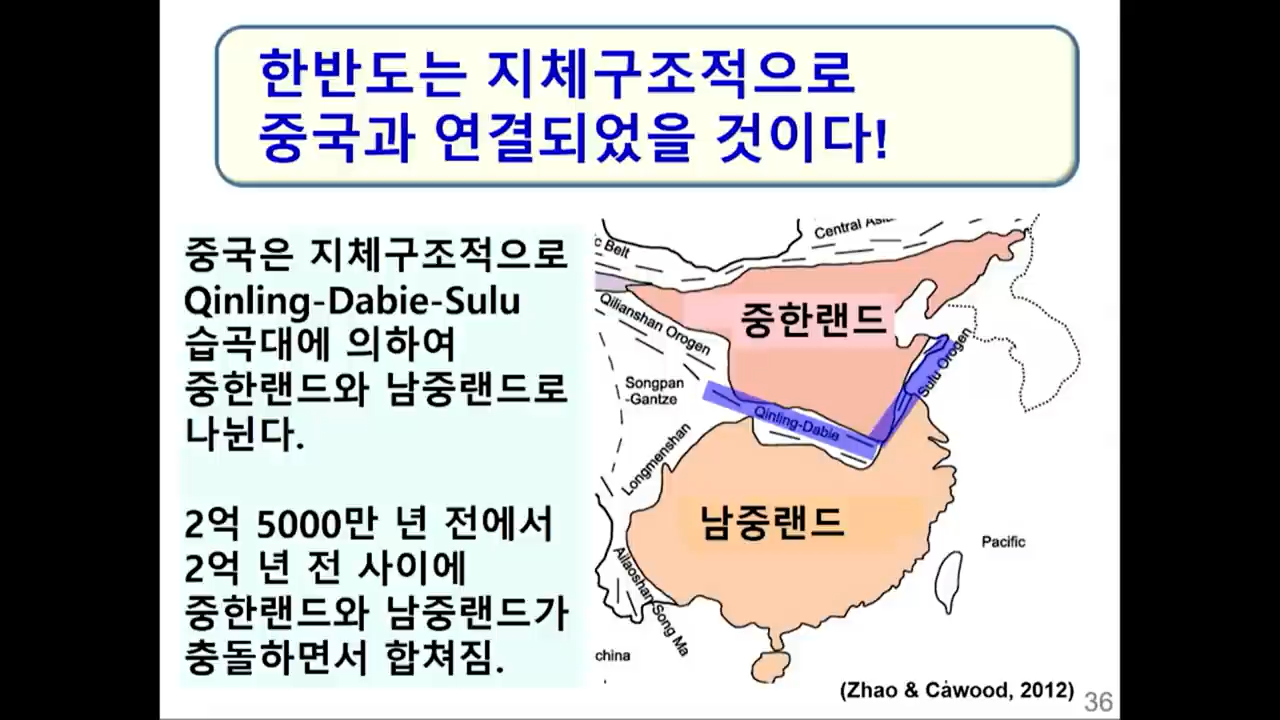 한반도는 지체구조적으로
중국과 연결되었을 것이다!
중국은 지체구조적으로
Qinling-Dabie-Sulu
습곡대에 의하여
중한랜드와 남중랜드로
나뉜다.
2억 5000만 년 전에서
2억 년 전 사이에
중한랜드와 남중랜드가
충돌하면서 합쳐짐.
Central Asia
c Belt
Qilianshan Orogen
중한랜드
Sulu Orogen
Songpan
-Gantze
Qinling-Dabie
Longmenshan
남중랜드
Pacific
Ailaoshan Song Ma
china
(Zhao & Cawood, 2012)
36